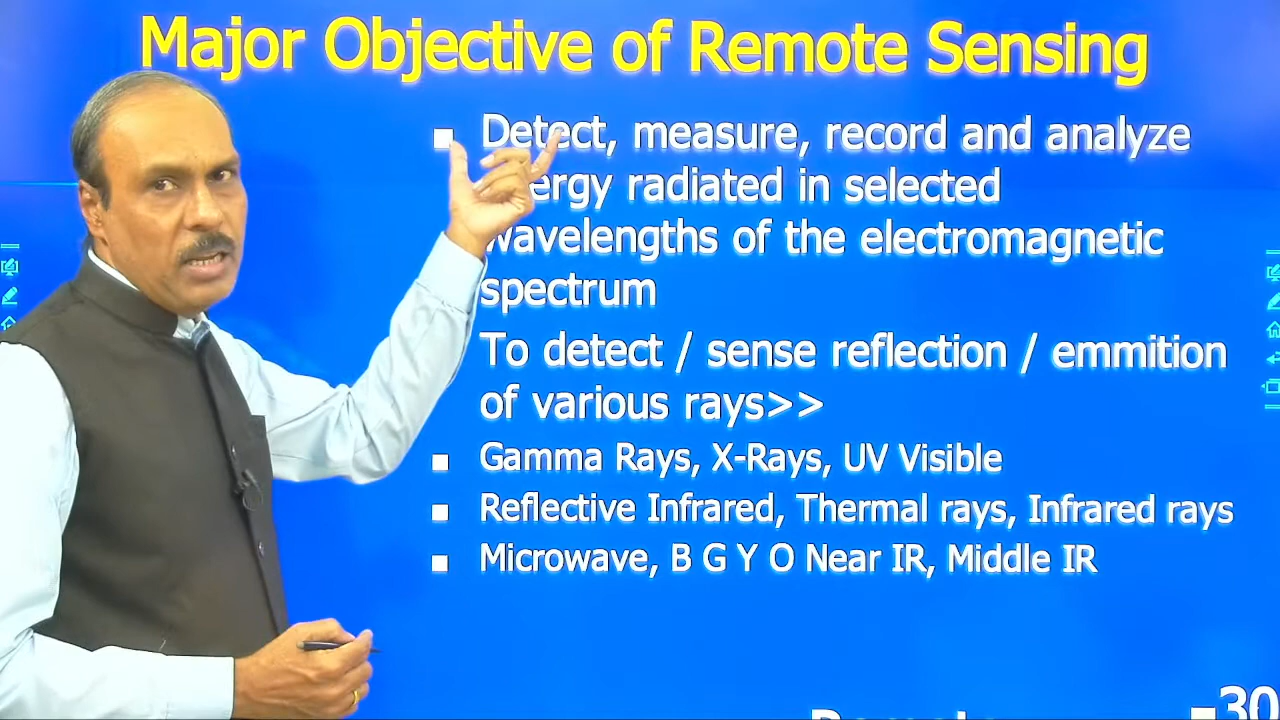 Major Objective of Remote Sensing
■ Detect, measure, record and analyze
ergy radiated in selected
wavelengths of the electromagnetic
spectrum
To detect / sense reflection / emmition
of various rays>>
■ Gamma Rays, X-Rays, UV Visible
■ Reflective Infrared, Thermal rays, Infrared rays
■ Microwave, B G Y O Near IR, Middle IR
30